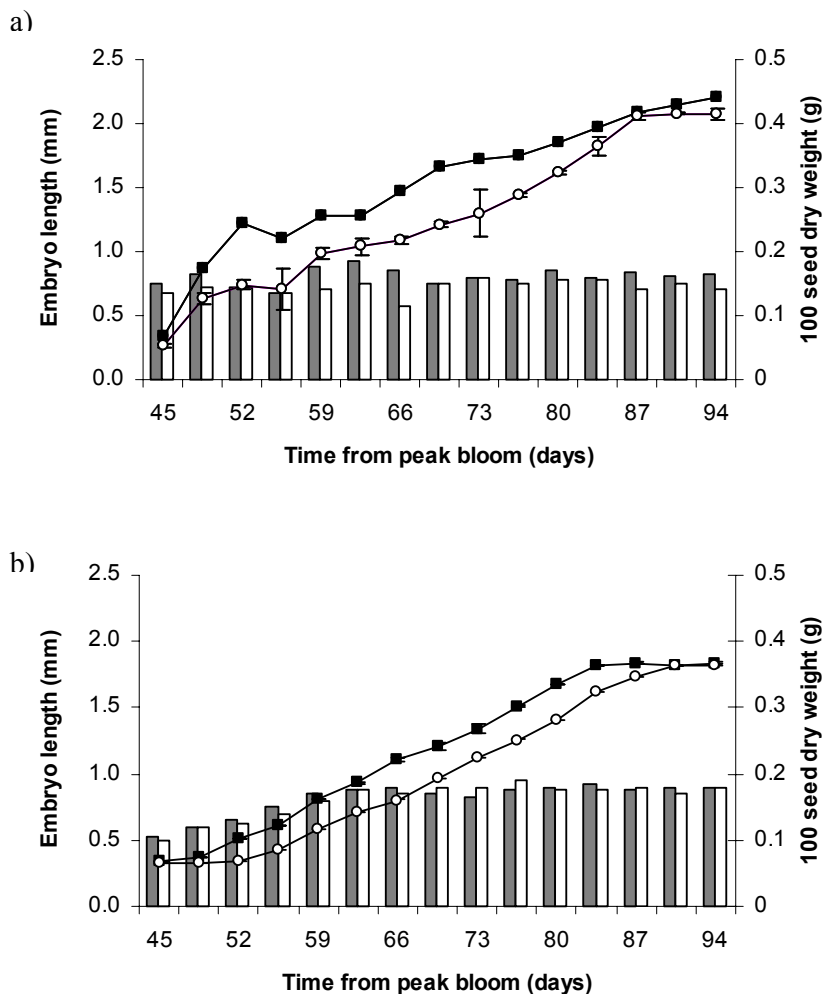 a)
2.5
2.0
1.5
1.0
0.5
0.0
Embryo length (mm)
0.5
0.4
0.3
0.2
0.1
0
100 seed dry weight (g)
45 52 59 66 73 80 87 94
Time from peak bloom (days)
b)
2.5
2.0
1.5
1.0
0.5
0.0
Embryo length (mm)
0.5
0.4
0.3
0.2
0.1
0
100 seed dry weight (g)
45 52 59 66 73 80 87 94
Time from peak bloom (days)